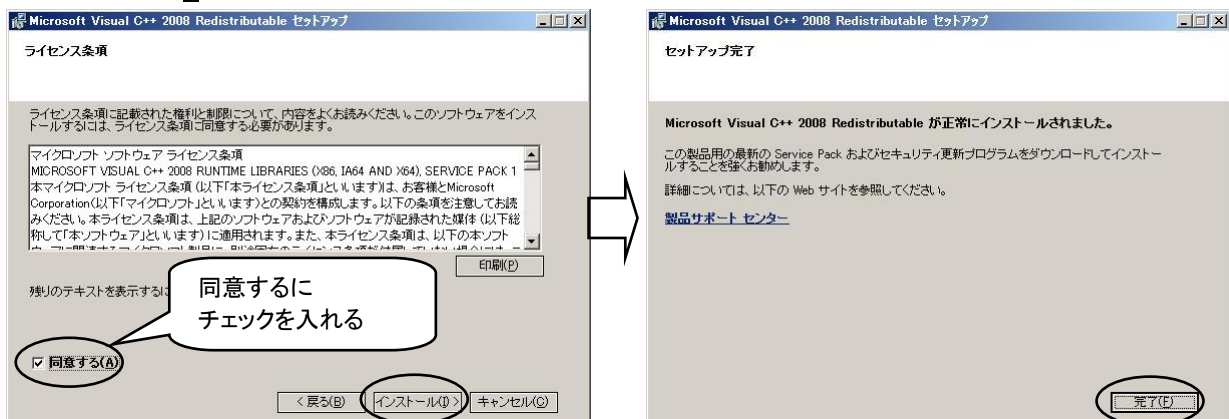 Microsoft Visual C++ 2008 Redistributable セットアップ
ライセンス条項
ライセンス条項に記載された権利と制限について、内容をよくお読みください。このソフトウェアをインス
トールするには、ライセンス条項に同意する必要があります。
マイクロソフト ソフトウェア ライセンス条項
MICROSOFT VISUAL C++ 2008 RUNTIME LIBRARIES (X86, IA64 AND X64), SERVICE PACK 1
本マイクロソフト ライセンス条項 (以下「本ライセンス条項」といいます)は、お客様とMicrosoft
Corporation(以下「マイクロソフト」といいます)との契約を構成します。以下の条項を注意してお読
みください。本ライセンス条項は、上記のソフトウェアおよびソフトウェアが記録された媒体 (以下総
称して「本ソフトウェア」といいます) に適用されます。また、本ライセンス条項は、以下の本ソフト
印刷(P)
残りのテキストを表示するに
同意するに
チェックを入れる
同意する(A)
< 戻る(B)
インストール(I) >
キャンセル(C)
Microsoft Visual C++ 2008 Redistributable セットアップ
セットアップ完了
Microsoft Visual C++ 2008 Redistributable が正常にインストールされました。
この製品用の最新の Service Pack およびセキュリティ更新プログラムをダウンロードしてインストー
ルすることを強くお勧めします。
詳細については、以下の Web サイトを参照してください。
製品サポート センター
完了(F)